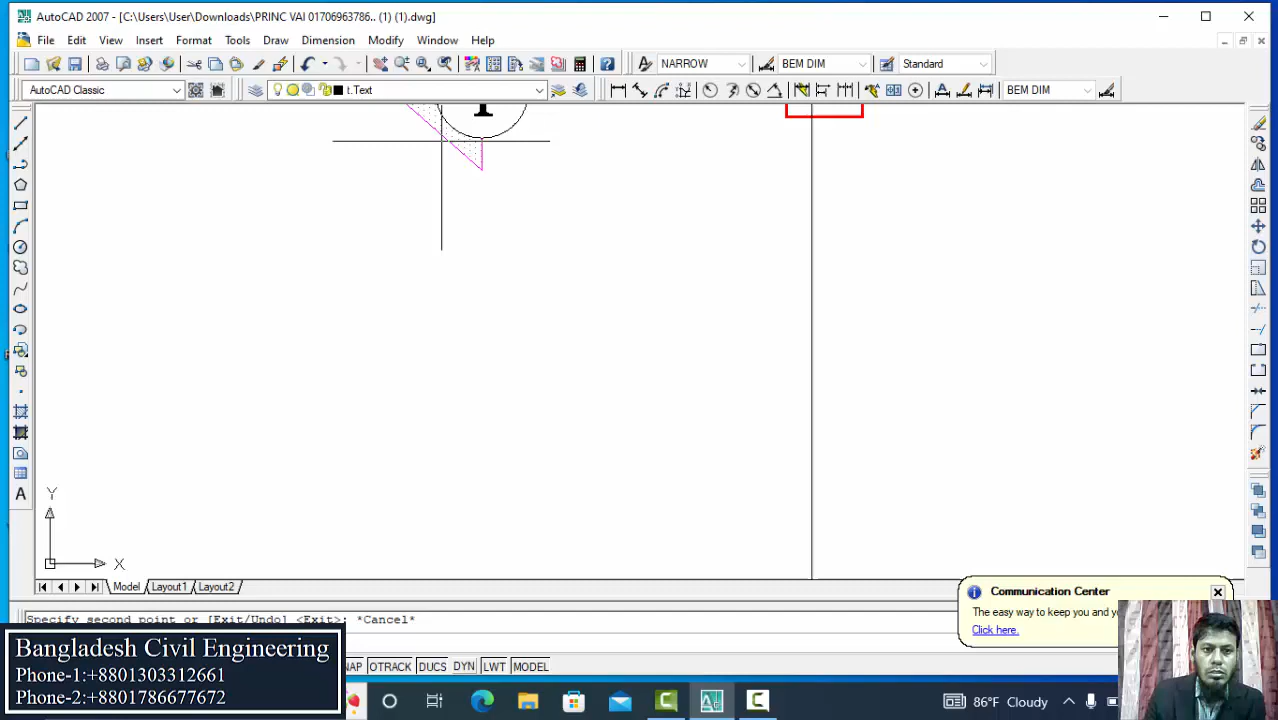 AutoCAD 2007 - [C:\Users\User\Downloads\PRINC VAI 01706963786.. (1) (1).dwg]
File Edit View Insert Format Tools Draw Dimension Modify Window Help
NARROW BEM DIM Standard
AutoCAD Classic t.Text BEM DIM
1
A
Y
X
Model Layout1 Layout2
Communication Center
The easy way to keep you and
Click here.
Specify second point or [Exit/Undo] <Exit>: *Cancel*
Bangladesh Civil Engineering
Phone-1:+8801303312661
Phone-2:+8801786677672
OTRACK DUCS DYN LWT MODEL
86°F Cloudy